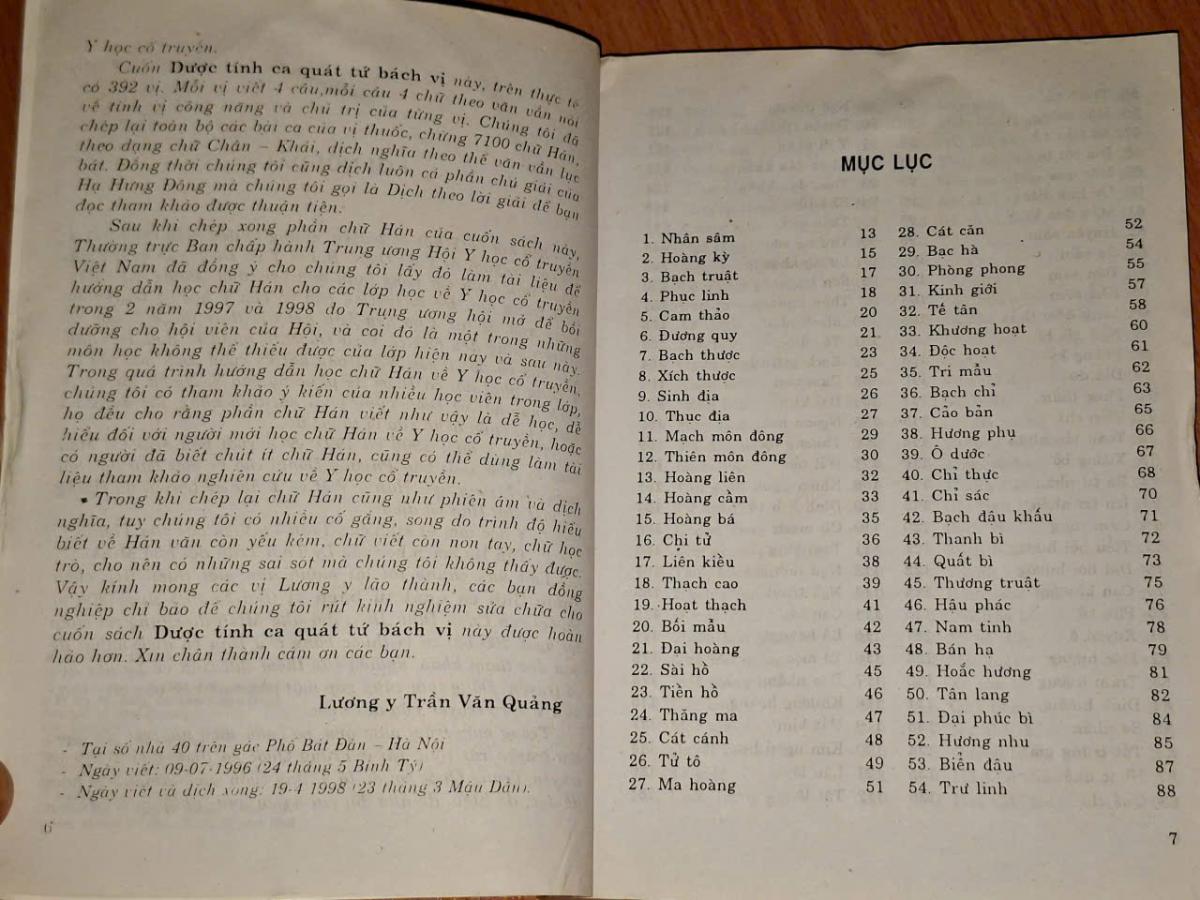 Y học cổ truyền.
Cuốn Dược tính ca quát tứ bách vị này, trên thực tế
có 392 vị. Mỗi vị viết 4 câu, mỗi câu 4 chữ theo văn vần nói
về tính vị công năng và chủ trị của từng vị. Chúng tôi đã
chép lại toàn bộ các bài ca của vị thuốc, chừng 7100 chữ Hán,
theo dạng chữ Chân – Khải, dịch nghĩa theo thể văn vần lục
bát. Đồng thời chúng tôi cũng dịch luôn cả phần chú giải của
Hạ Hưng Đông mà chúng tôi gọi là Dịch theo lời giải để bạn
đọc tham khảo được thuận tiện.
Sau khi chép xong phần chữ Hán của cuốn sách này,
Thường trực Ban chấp hành Trung ương Hội Y học cổ truyền
Việt Nam đã đồng ý cho chúng tôi lấy đó làm tài liệu để
hướng dẫn học chữ Hán cho các lớp học về Y học cổ truyền
trong 2 năm 1997 và 1998 do Trung ương hội mở để bồi
dưỡng cho hội viên của Hội, và coi đó là một trong những
môn học không thể thiếu được của lớp hiện nay và sau này.
Trong quá trình hướng dẫn học chữ Hán về Y học cổ truyền,
chúng tôi có tham khảo ý kiến của nhiều học viên trong lớp,
họ đều cho rằng phần chữ Hán viết như vậy là dễ học, dễ
hiểu đối với người mới học chữ Hán về Y học cổ truyền, hoặc
có người đã biết chút ít chữ Hán, cũng có thể dùng làm tài
liệu tham khảo nghiên cứu về Y học cổ truyền.
• Trong khi chép lại chữ Hán cũng như phiên âm và dịch
nghĩa, tuy chúng tôi có nhiều cố gắng, song do trình độ hiểu
biết về Hán văn còn yếu kém, chữ viết còn non tay, chữ học
trò, cho nên có những sai sót mà chúng tôi không thấy được.
Vậy kính mong các vị Lương y lão thành, các bạn đồng
nghiệp chỉ bảo để chúng tôi rút kinh nghiệm sửa chữa cho
cuốn sách Dược tính ca quát tứ bách vị này được hoàn
hảo hơn. Xin chân thành cám ơn các bạn.
Lương y Trần Văn Quảng
- Tại số nhà 40 trên gác Phố Bát Đàn – Hà Nội
- Ngày viết: 09-07-1996 (24 tháng 5 Bính Tý)
- Ngày viết và dịch xong: 19-4 1998 (23 tháng 3 Mậu Dần).
6
MỤC LỤC
1. Nhân sâm 13
2. Hoàng kỳ 15
3. Bạch truật 17
4. Phục linh 18
5. Cam thảo 20
6. Dương quy 21
7. Bạch thược 23
8. Xích thược 25
9. Sinh địa 26
10. Thục địa 27
11. Mạch môn đông 29
12. Thiên môn đông 30
13. Hoàng liên 32
14. Hoàng cầm 33
15. Hoàng bá 35
16. Chi tử 36
17. Liên kiều 38
18. Thạch cao 39
19. Hoạt thạch 41
20. Bối mẫu 42
21. Đại hoàng 43
22. Sài hồ 45
23. Tiền hồ 46
24. Thăng ma 47
25. Cát cánh 48
26. Tử tô 49
27. Ma hoàng 51
28. Cát căn 52
29. Bạc hà 54
30. Phòng phong 55
31. Kinh giới 57
32. Tế tân 58
33. Khương hoạt 60
34. Độc hoạt 61
35. Tri mẫu 62
36. Bạch chỉ 63
37. Cảo bản 65
38. Hương phụ 66
39. Ô dước 67
40. Chỉ thực 68
41. Chỉ sác 70
42. Bạch đậu khấu 71
43. Thanh bì 72
44. Quất bì 73
45. Thương truật 75
46. Hậu phác 76
47. Nam tinh 78
48. Bán hạ 79
49. Hoắc hương 81
50. Tân lang 82
51. Đại phúc bì 84
52. Hương nhu 85
53. Biển đậu 87
54. Trư linh 88
7